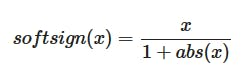 softsign(x) = x / (1 + abs(x))